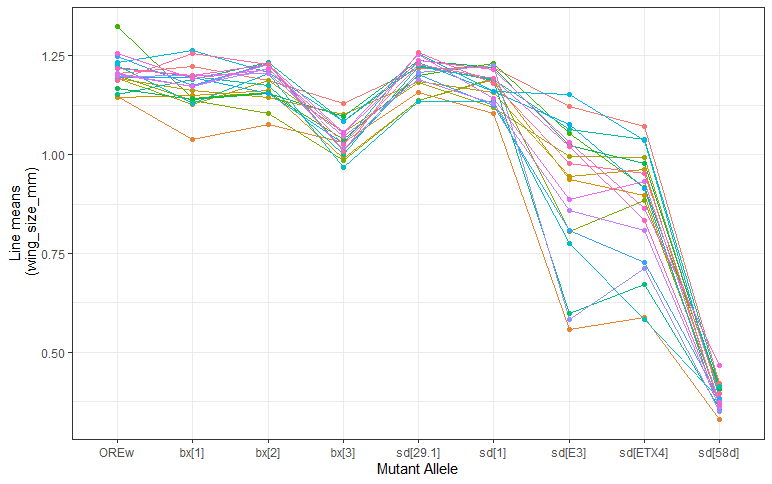 1.25
1.00
0.75
0.50
Line means
(wing_size_mm)
OREw bx[1] bx[2] bx[3] sd[29.1] sd[1] sd[E3] sd[ETX4] sd[58d]
Mutant Allele